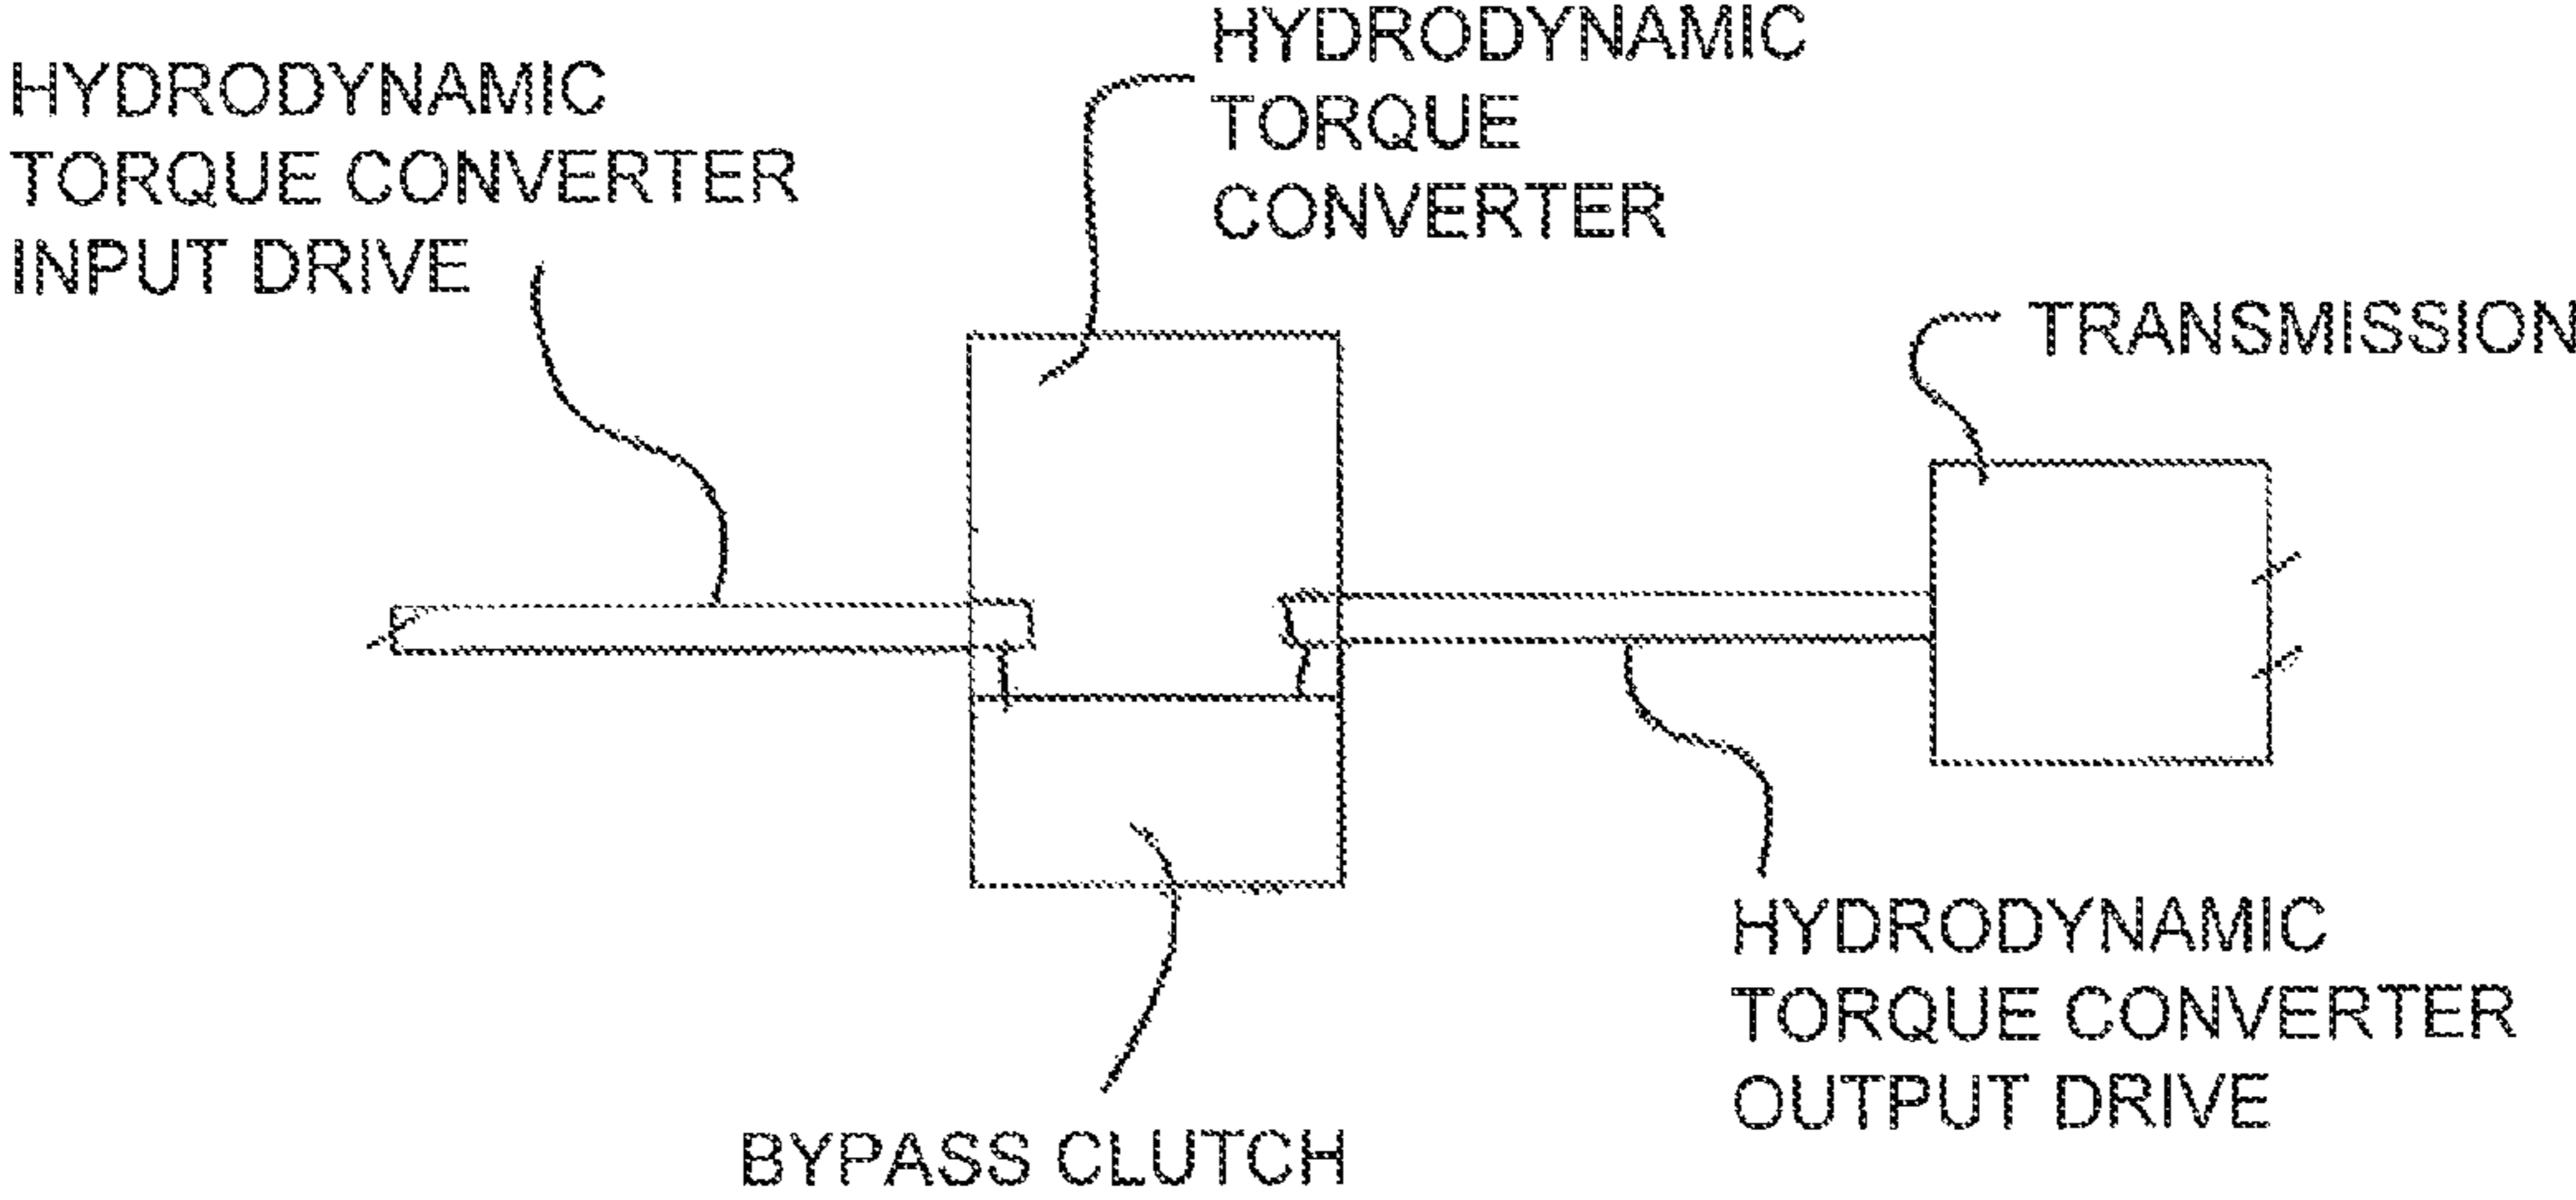 HYDRODYNAMIC
TORQUE CONVERTER
INPUT DRIVE
HYDRODYNAMIC
TORQUE
CONVERTER
TRANSMISSION
HYDRODYNAMIC
TORQUE CONVERTER
OUTPUT DRIVE
BYPASS CLUTCH